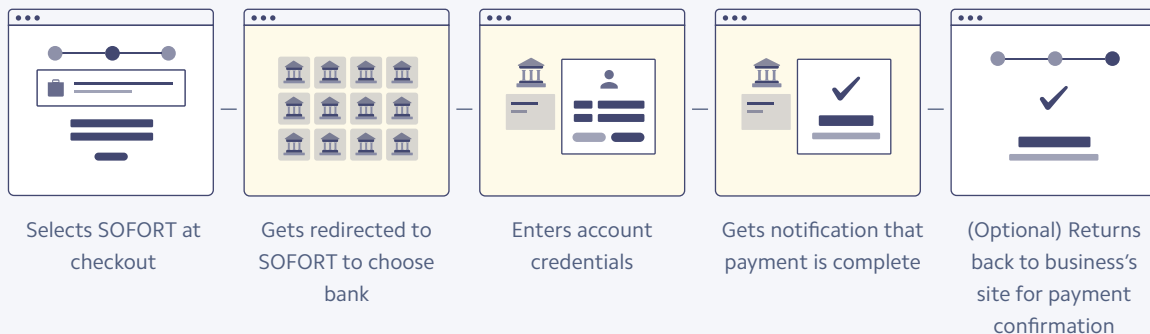 Selects SOFORT at
checkout
Gets redirected to
SOFORT to choose
bank
Enters account
credentials
Gets notification that
payment is complete
(Optional) Returns
back to business's
site for payment
confirmation